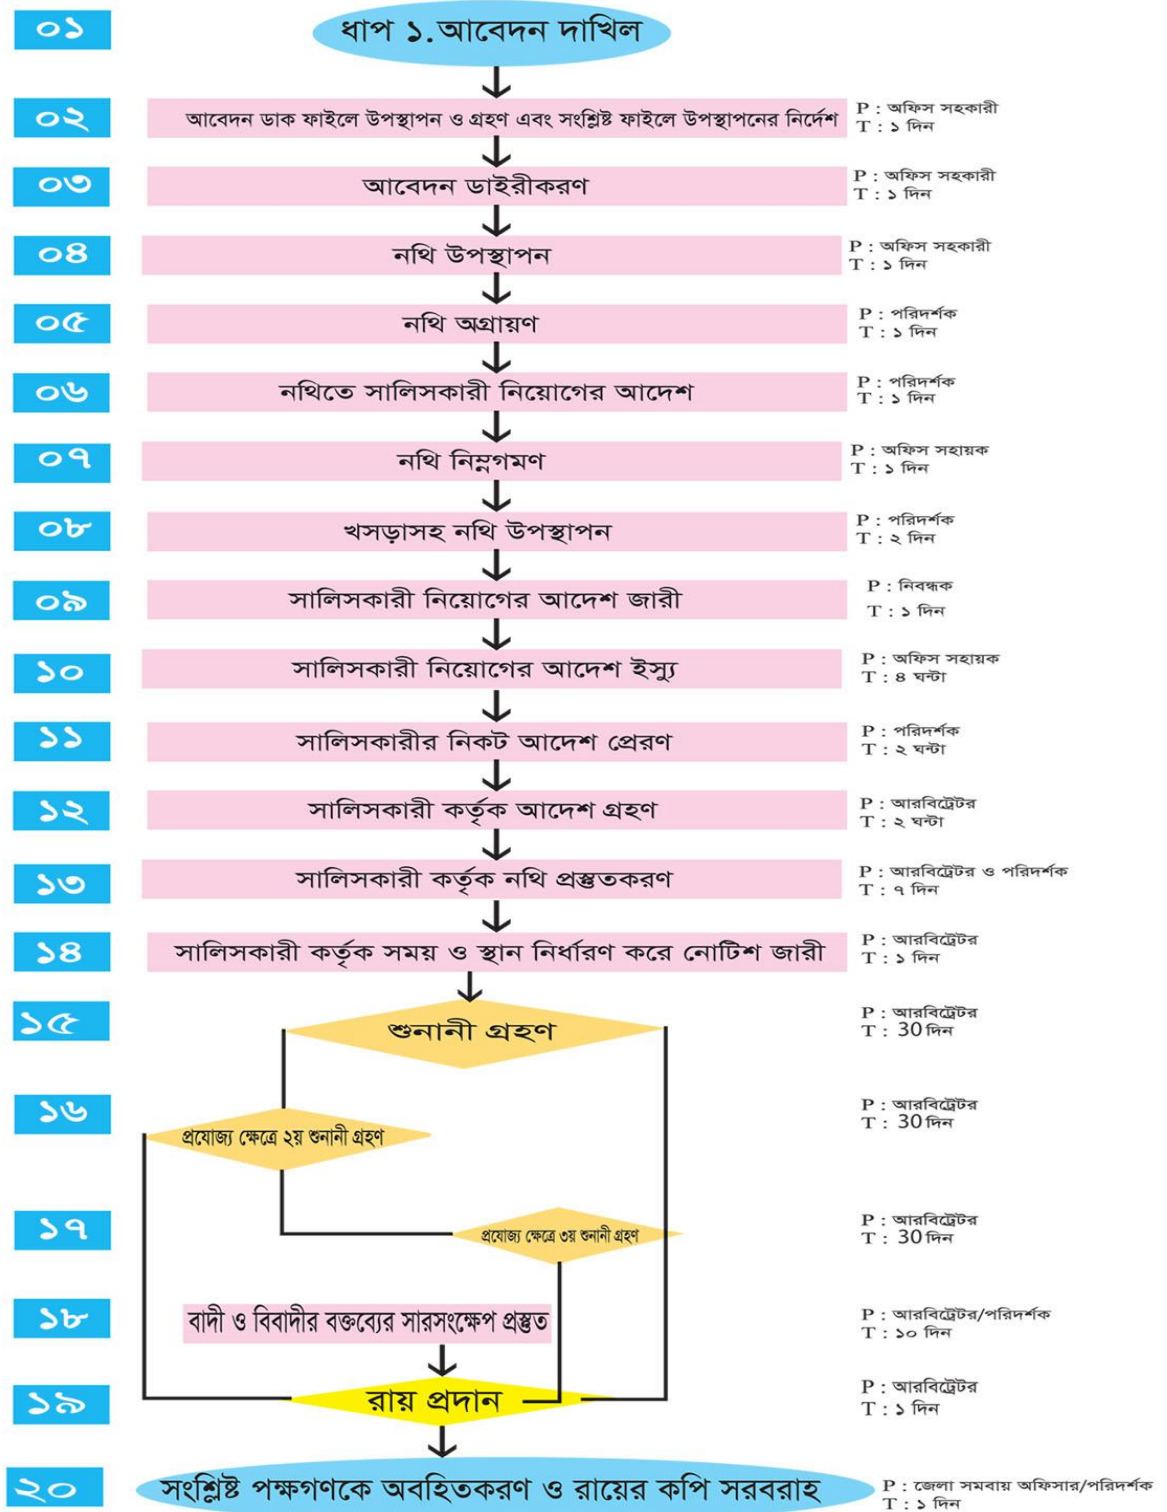 ০১
ধাপ ১.আবেদন দাখিল
০২
আবেদন ডাক ফাইলে উপস্থাপন ও গ্রহণ এবং সংশ্লিষ্ট ফাইলে উপস্থাপনের নির্দেশ
P : অফিস সহকারী
T : ১ দিন
০৩
আবেদন ডাইরীকরণ
P : অফিস সহকারী
T : ১ দিন
০৪
নথি উপস্থাপন
P : অফিস সহকারী
T : ১ দিন
০৫
নথি অগ্রায়ণ
P : পরিদর্শক
T : ১ দিন
০৬
নথিতে সালিসকারী নিয়োগের আদেশ
P : পরিদর্শক
T : ১ দিন
০৭
নথি নিম্নগমণ
P : অফিস সহায়ক
T : ১ দিন
০৮
খসড়াসহ নথি উপস্থাপন
P : পরিদর্শক
T : ২ দিন
০৯
সালিসকারী নিয়োগের আদেশ জারী
P : নিবন্ধক
T : ১ দিন
১০
সালিসকারী নিয়োগের আদেশ ইস্যু
P : অফিস সহায়ক
T : ৪ ঘন্টা
১১
সালিসকারীর নিকট আদেশ প্রেরণ
P : পরিদর্শক
T : ২ ঘন্টা
১২
সালিসকারী কর্তৃক আদেশ গ্রহণ
P : আরবিট্রেটর
T : ২ ঘন্টা
১৩
সালিসকারী কর্তৃক নথি প্রস্তুতকরণ
P : আরবিট্রেটর ও পরিদর্শক
T : ৭ দিন
১৪
সালিসকারী কর্তৃক সময় ও স্থান নির্ধারণ করে নোটিশ জারী
P : আরবিট্রেটর
T : ১ দিন
১৫
শুনানী গ্রহণ
P : আরবিট্রেটর
T : 30 দিন
১৬
প্রযোজ্য ক্ষেত্রে ২য় শুনানী গ্রহণ
P : আরবিট্রেটর
T : 30 দিন
১৭
প্রযোজ্য ক্ষেত্রে ৩য় শুনানী গ্রহণ
P : আরবিট্রেটর
T : 30 দিন
১৮
বাদী ও বিবাদীর বক্তব্যের সারসংক্ষেপ প্রস্তুত
P : আরবিট্রেটর/পরিদর্শক
T : ১০ দিন
১৯
রায় প্রদান
P : আরবিট্রেটর
T : ১ দিন
২০
সংশ্লিষ্ট পক্ষগণকে অবহিতকরণ ও রায়ের কপি সরবরাহ
P : জেলা সমবায় অফিসার/পরিদর্শক
T : ১ দিন